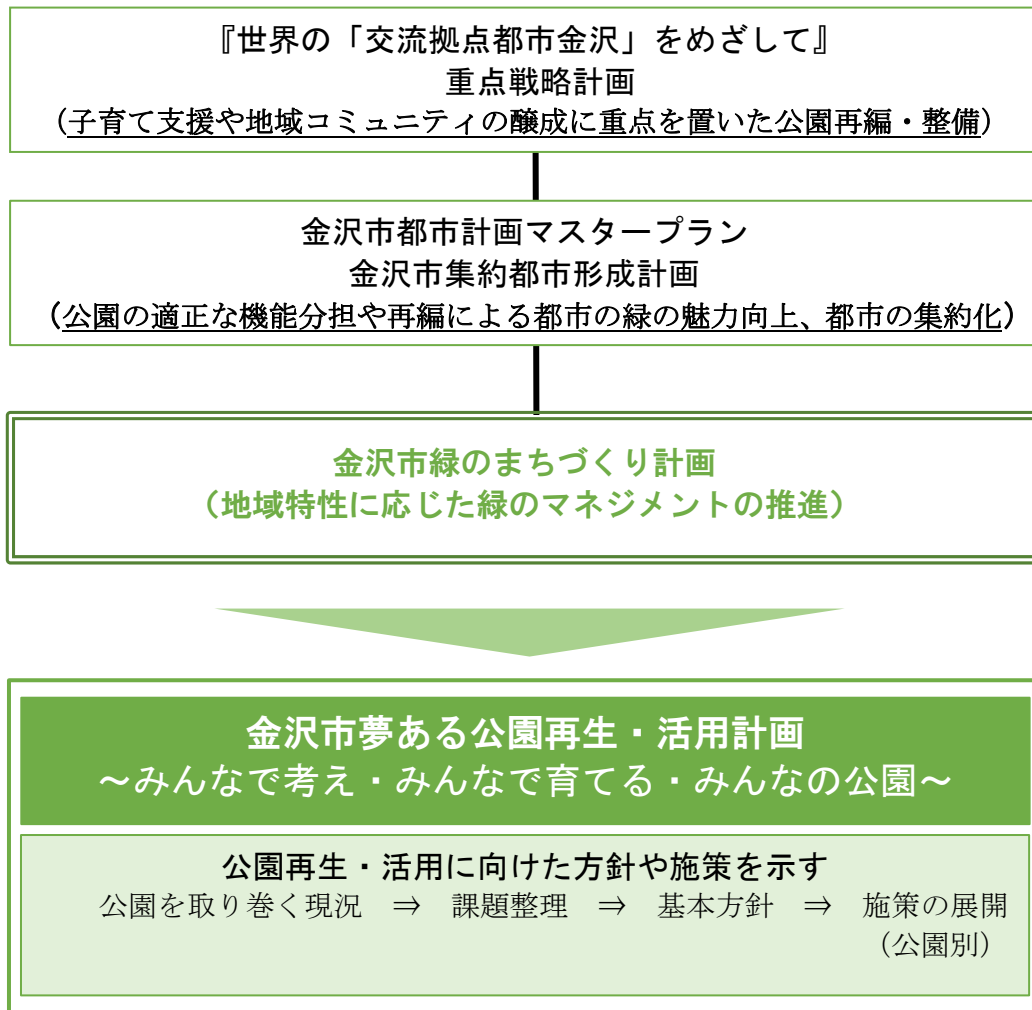 『世界の「交流拠点都市金沢」をめざして』
重点戦略計画
（子育て支援や地域コミュニティの醸成に重点を置いた公園再編・整備）
金沢市都市計画マスタープラン
金沢市集約都市形成計画
（公園の適正な機能分担や再編による都市の緑の魅力向上、都市の集約化）
金沢市緑のまちづくり計画
（地域特性に応じた緑のマネジメントの推進）
金沢市夢ある公園再生・活用計画
～みんなで考え・みんなで育てる・みんなの公園～
公園再生・活用に向けた方針や施策を示す
公園を取り巻く現況　⇒　課題整理　⇒　基本方針　⇒　施策の展開
（公園別）